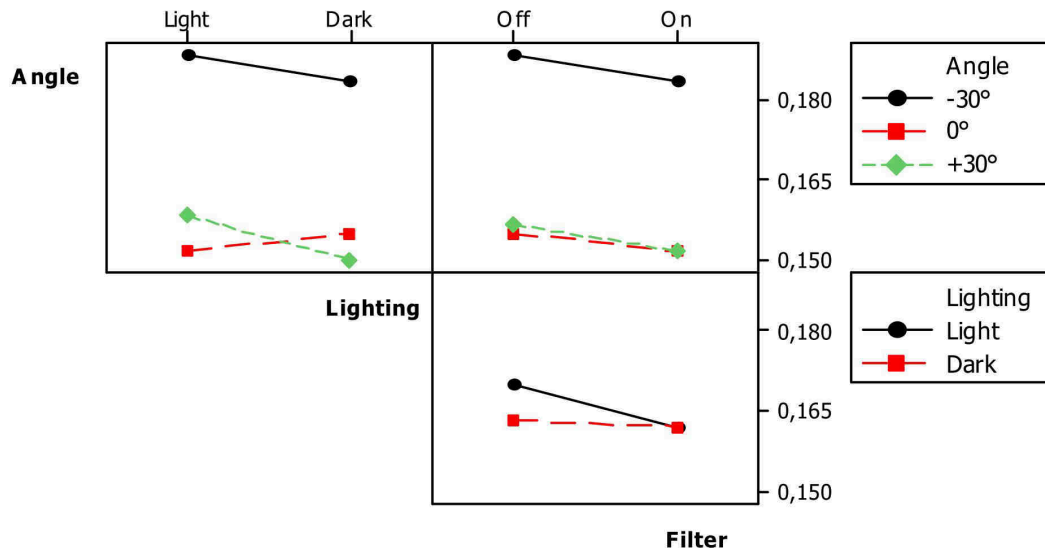 Light Dark Off On
Angle
0,180
0,165
0,150
Angle
-30°
0°
+30°
Lighting
0,180
0,165
0,150
Lighting
Light
Dark
Filter